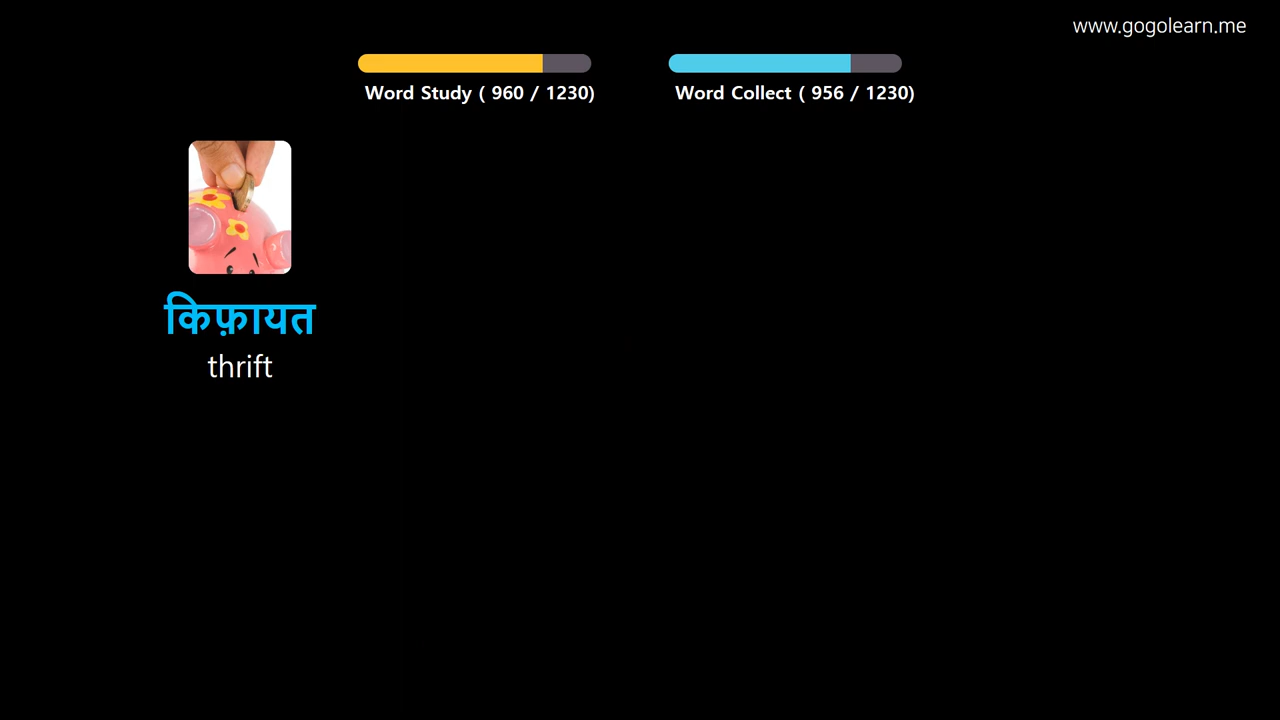 www.gogolearn.me
Word Study ( 960 / 1230)
Word Collect ( 956 / 1230)
किफ़ायत
thrift